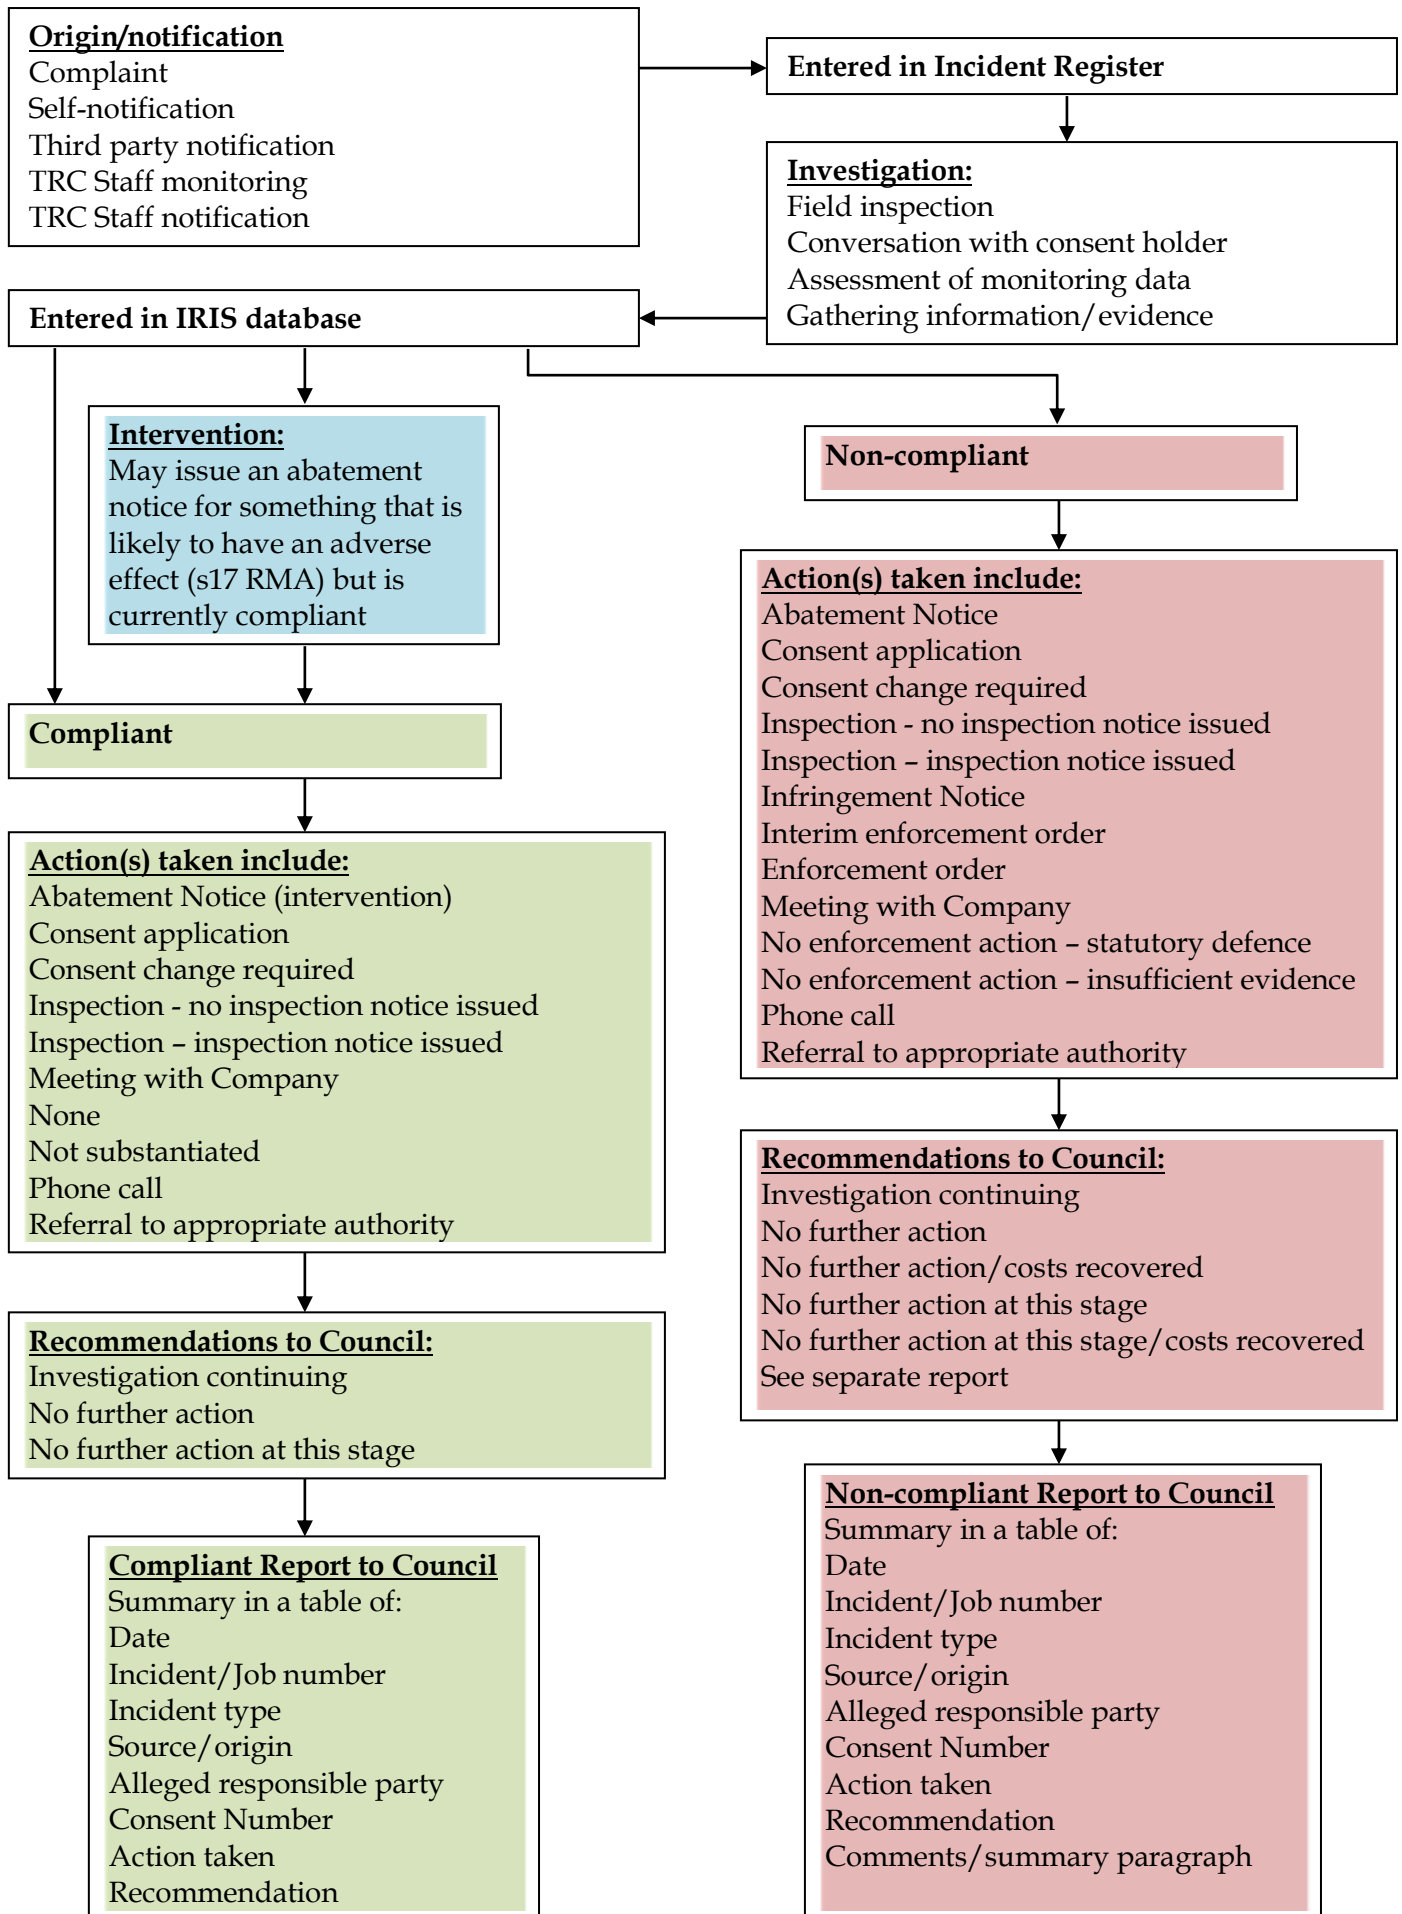 Origin/notification
Complaint
Self-notification
Third party notification
TRC Staff monitoring
TRC Staff notification
Entered in Incident Register
Investigation:
Field inspection
Conversation with consent holder
Assessment of monitoring data
Gathering information/evidence
Entered in IRIS database
Intervention:
May issue an abatement
notice for something that is
likely to have an adverse
effect (s17 RMA) but is
currently compliant
Compliant
Action(s) taken include:
Abatement Notice (intervention)
Consent application
Consent change required
Inspection - no inspection notice issued
Inspection – inspection notice issued
Meeting with Company
None
Not substantiated
Phone call
Referral to appropriate authority
Recommendations to Council:
Investigation continuing
No further action
No further action at this stage
Compliant Report to Council
Summary in a table of:
Date
Incident/Job number
Incident type
Source/origin
Alleged responsible party
Consent Number
Action taken
Recommendation
Non-compliant
Action(s) taken include:
Abatement Notice
Consent application
Consent change required
Inspection - no inspection notice issued
Inspection – inspection notice issued
Infringement Notice
Interim enforcement order
Enforcement order
Meeting with Company
No enforcement action – statutory defence
No enforcement action – insufficient evidence
Phone call
Referral to appropriate authority
Recommendations to Council:
Investigation continuing
No further action
No further action/costs recovered
No further action at this stage
No further action at this stage/costs recovered
See separate report
Non-compliant Report to Council
Summary in a table of:
Date
Incident/Job number
Incident type
Source/origin
Alleged responsible party
Consent Number
Action taken
Recommendation
Comments/summary paragraph